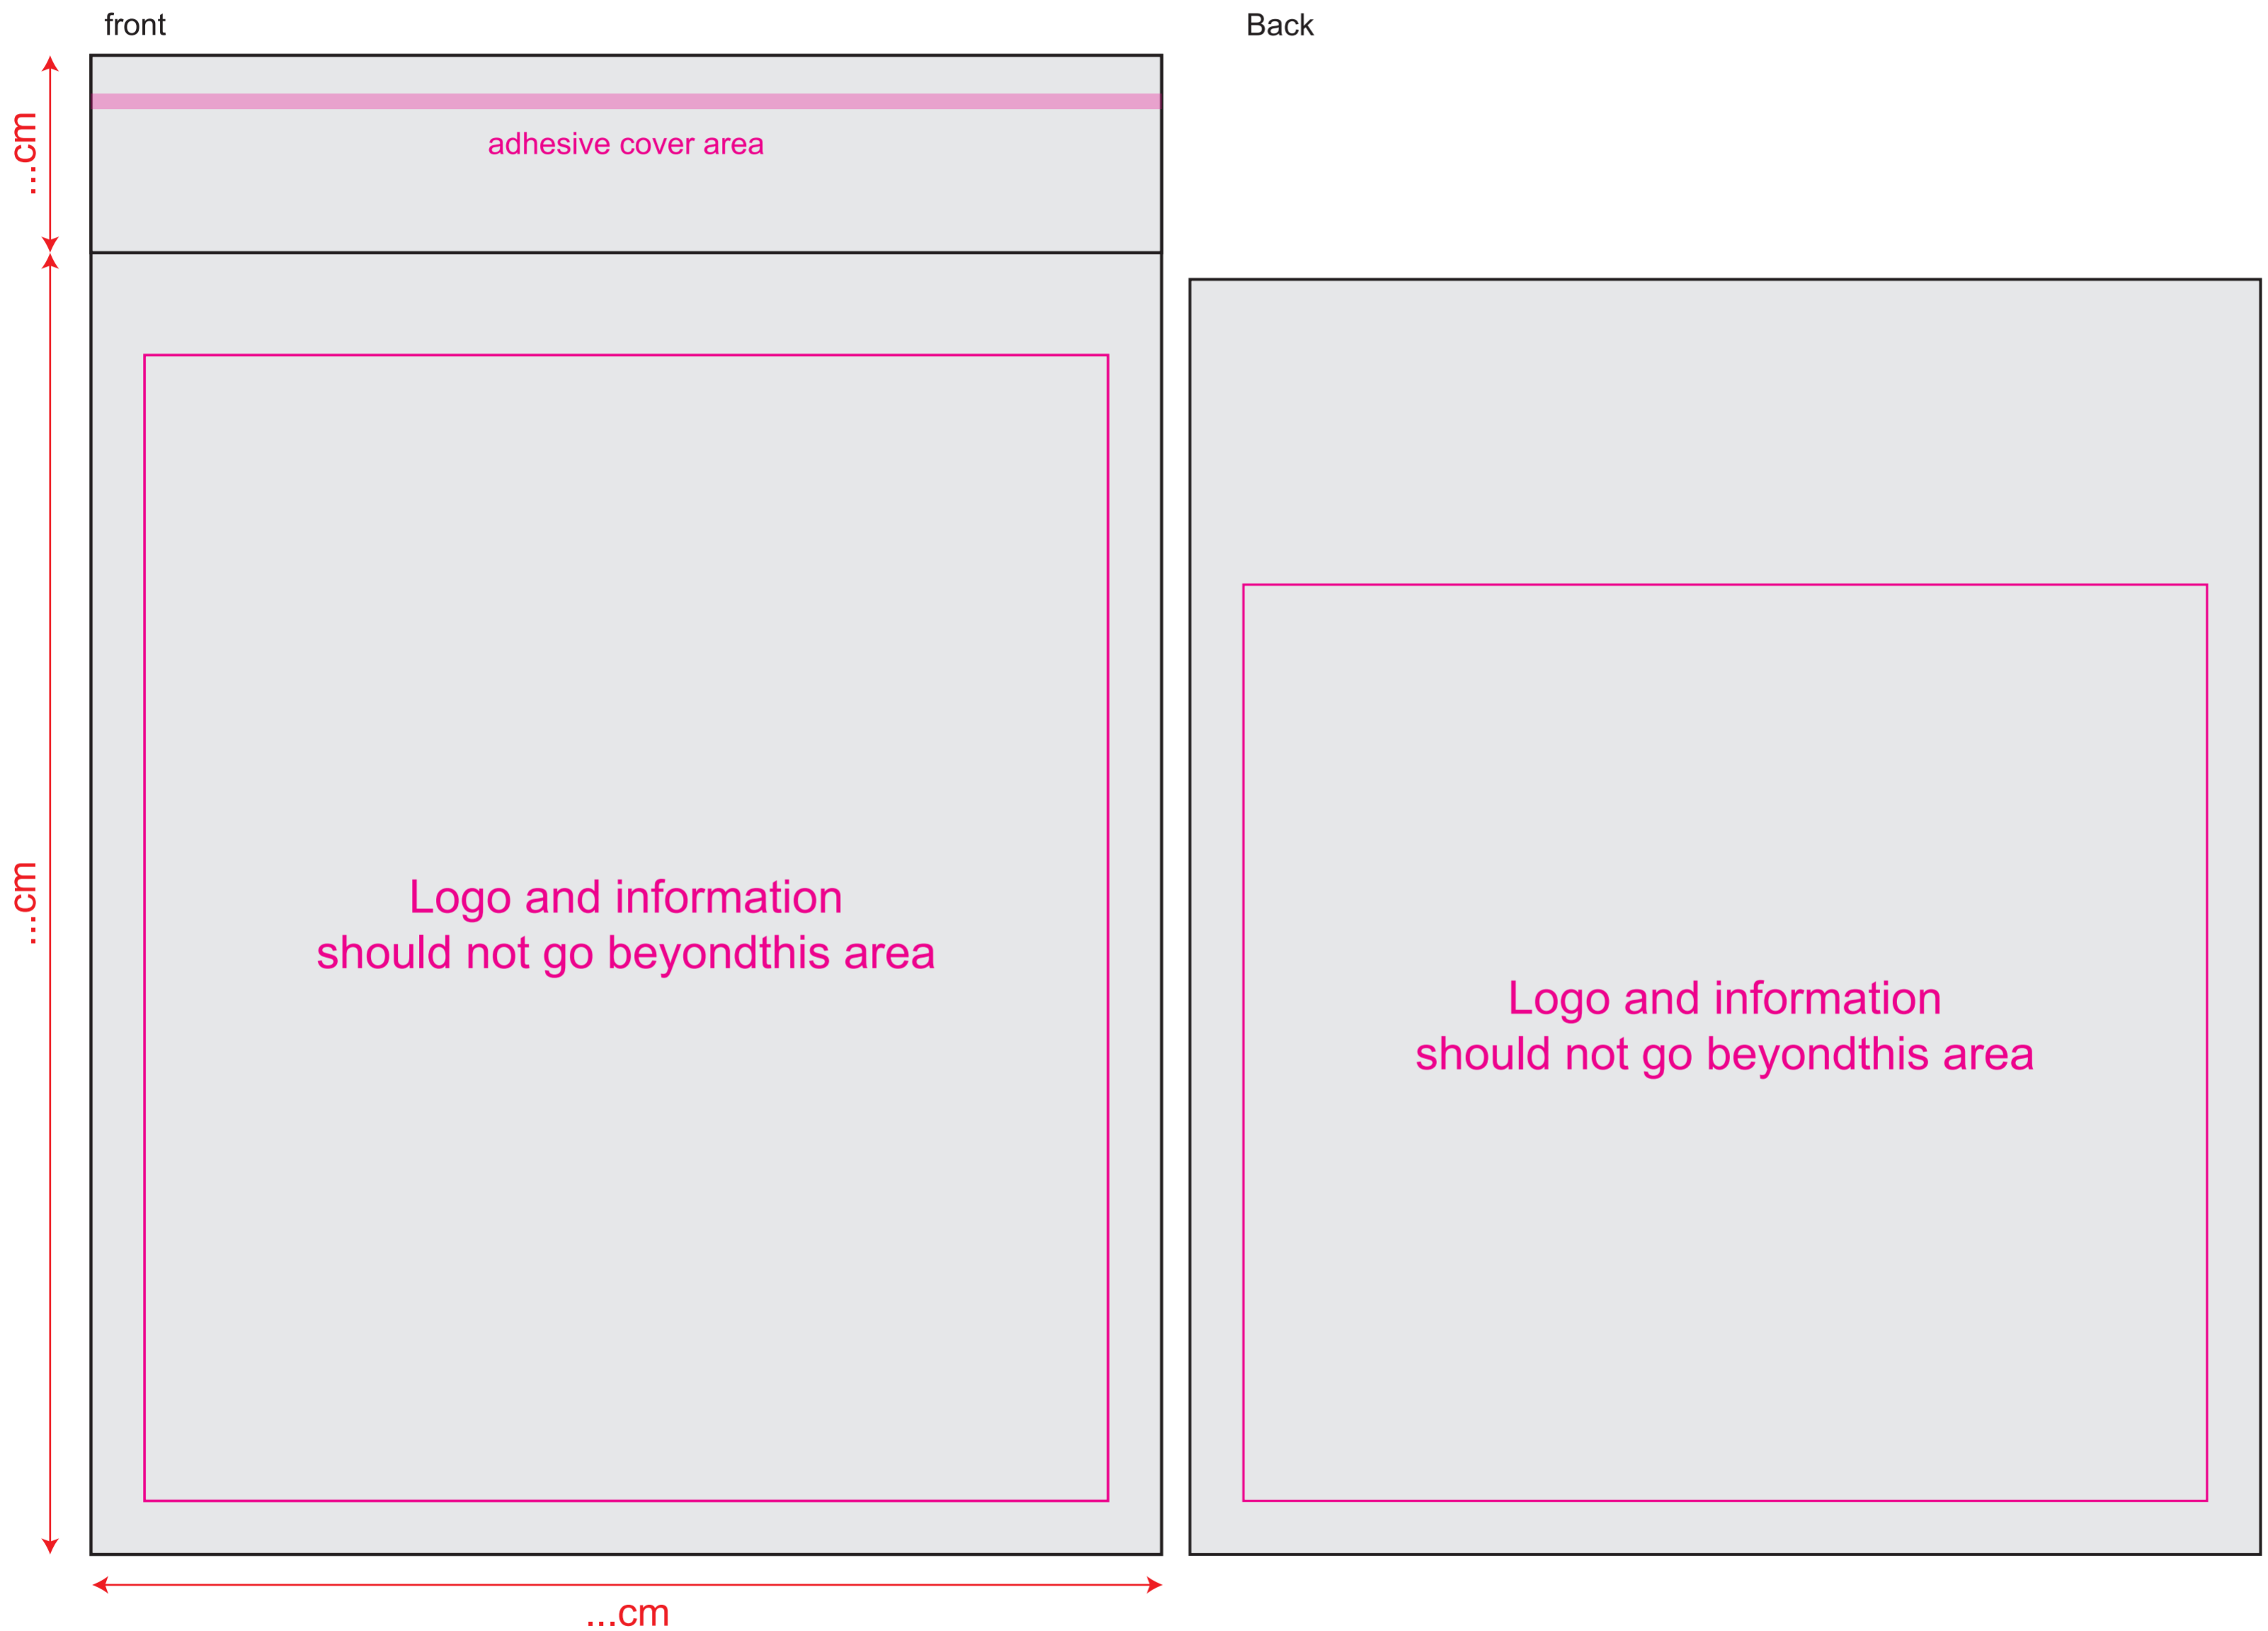 front
Back
...cm
adhesive cover area
...cm
Logo and information
should not go beyondthis area
Logo and information
should not go beyondthis area
...cm